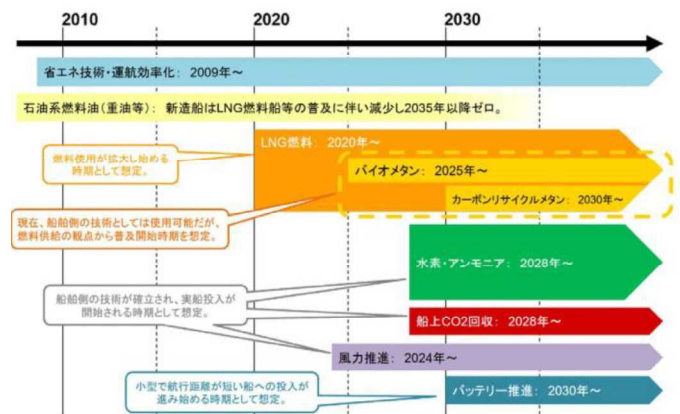 2010
2020
2030
省エネ技術・運航効率化： 2009年～
石油系燃料油（重油等）： 新造船はLNG燃料船等の普及に伴い減少し2035年以降ゼロ。
LNG燃料： 2020年～
燃料使用が拡大し始める
時期として想定。
バイオメタン： 2025年～
カーボンリサイクルメタン： 2030年～
現在、船舶側の技術としては使用可能だが、
燃料供給の観点から普及開始時期を想定。
水素・アンモニア： 2028年～
船舶側の技術が確立され、実船投入が
開始される時期として想定。
船上CO2回収： 2028年～
風力推進： 2024年～
小型で航行距離が短い船への投入が
進み始める時期として想定。
バッテリー推進： 2030年～